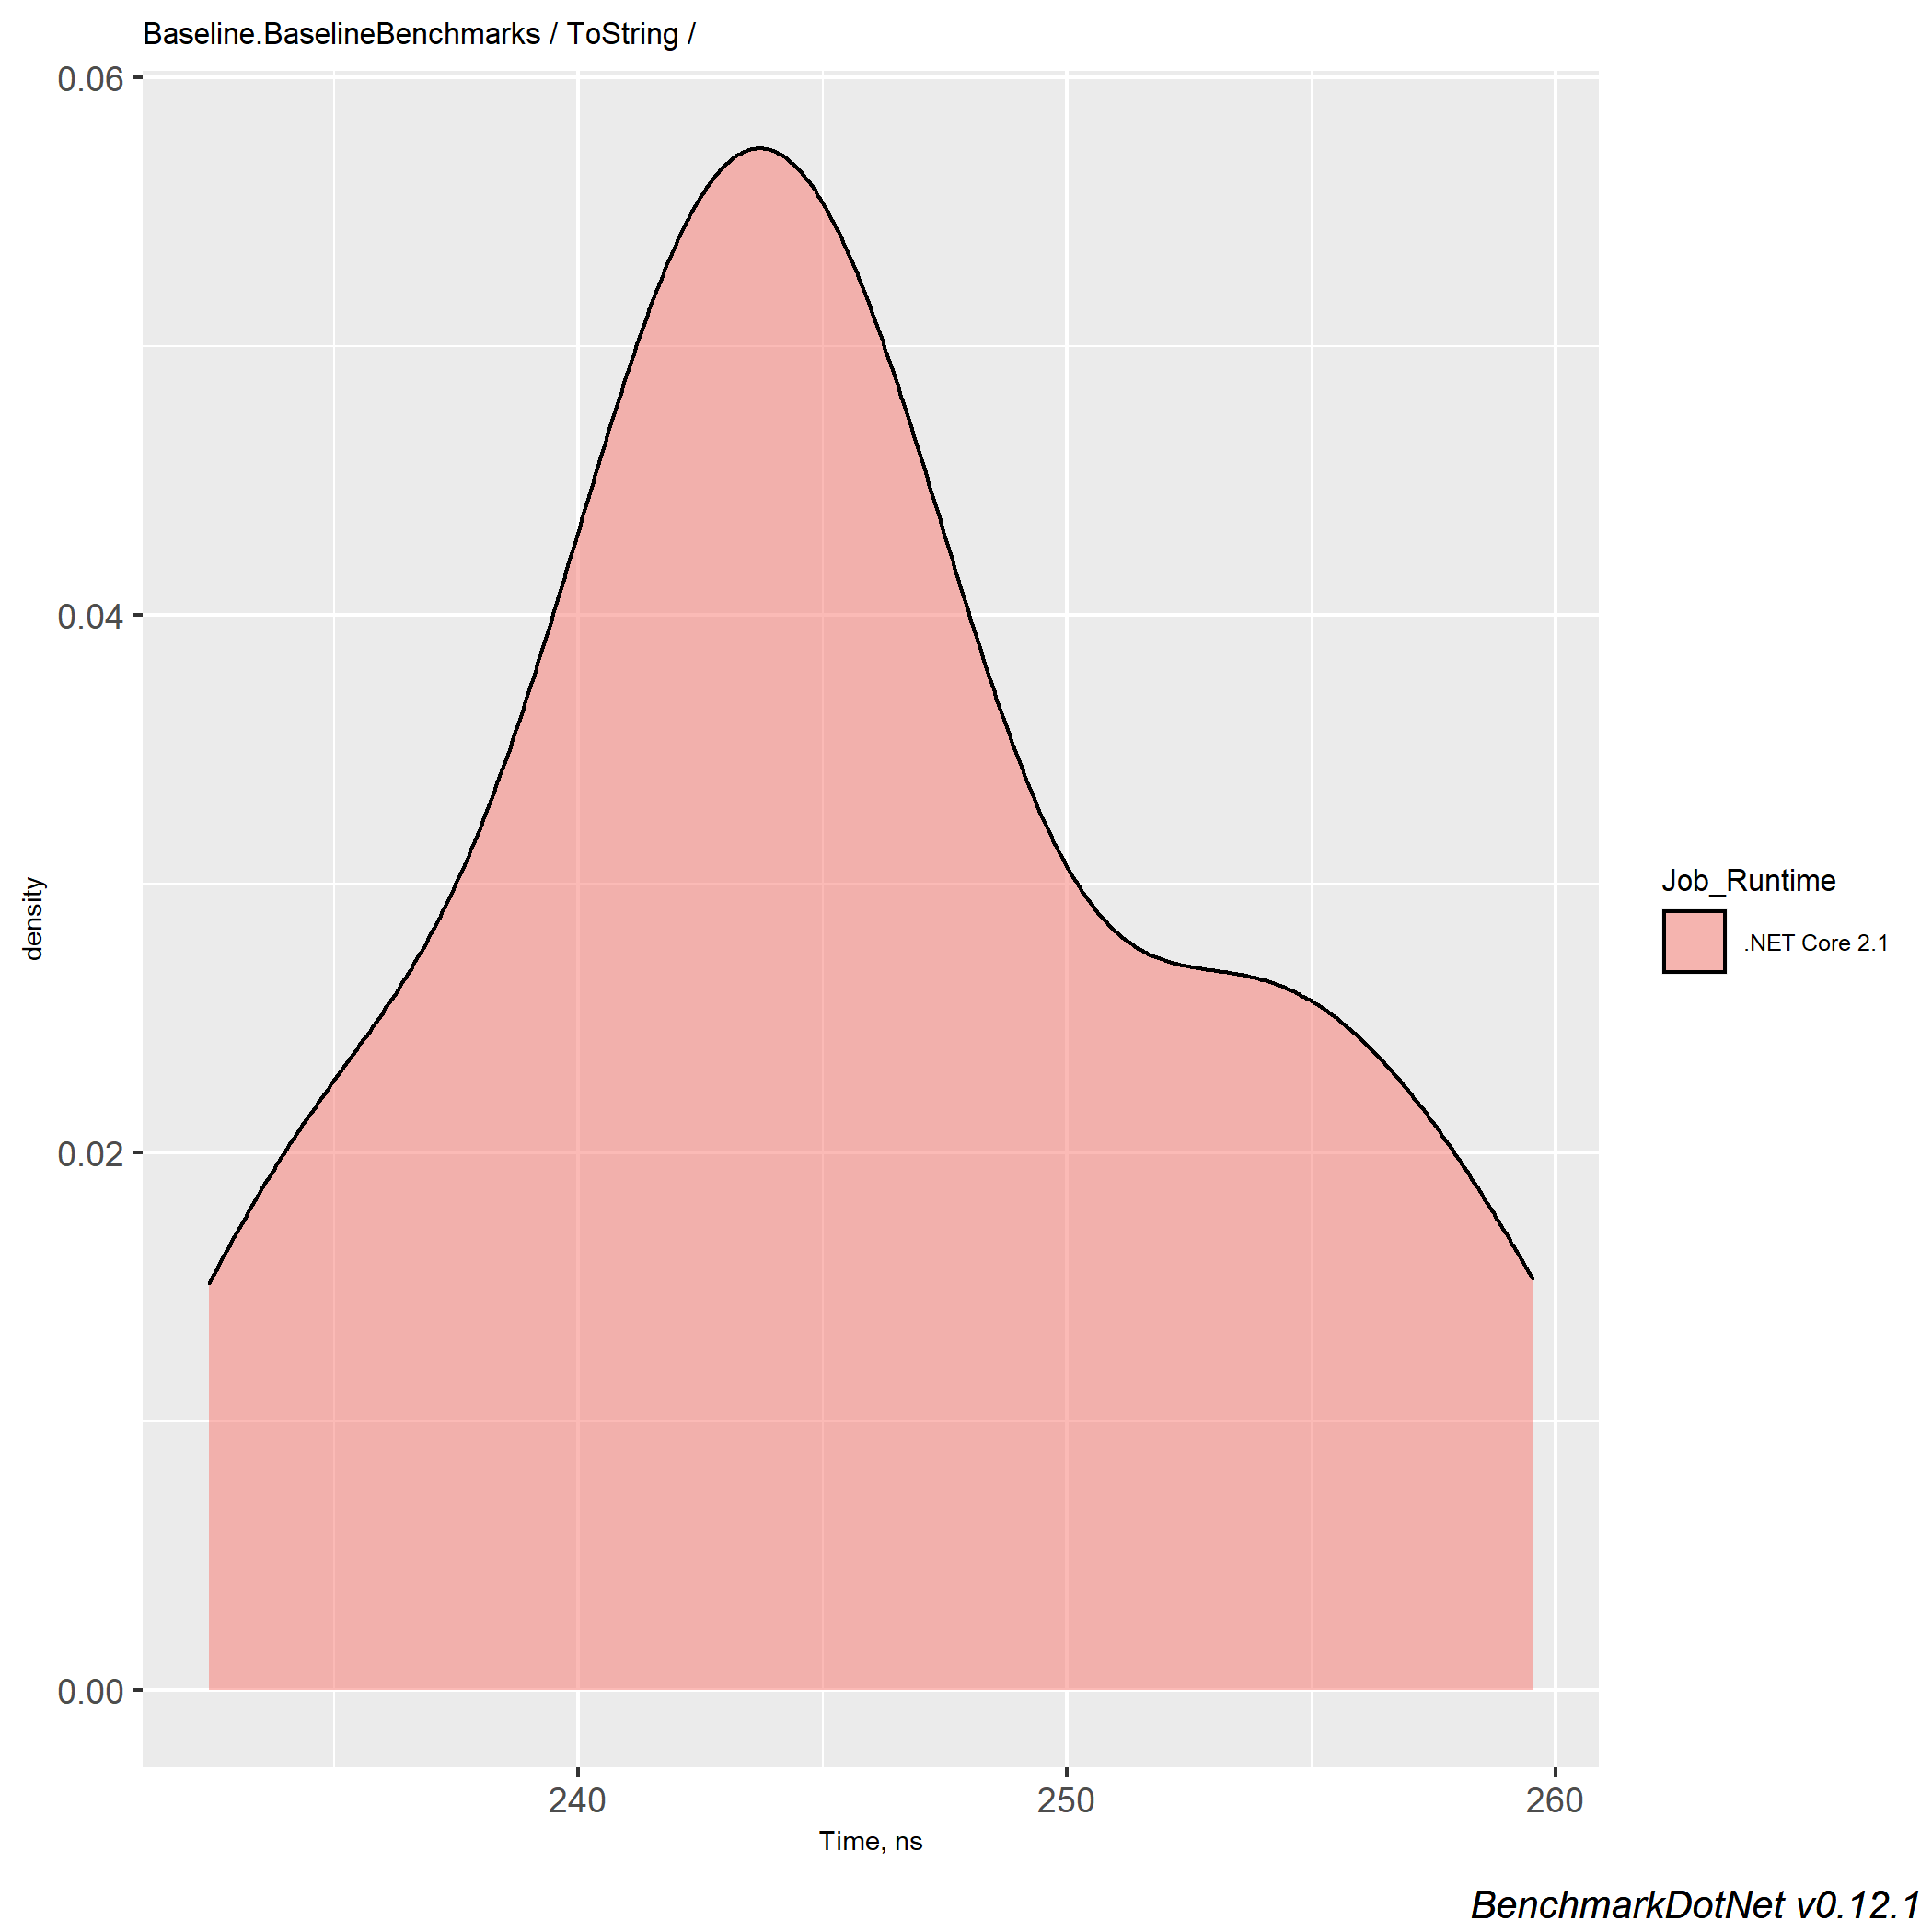 Baseline.BaselineBenchmarks / ToString /
0.06
0.04
0.02
0.00
density
240 250 260
Time, ns
Job_Runtime
.NET Core 2.1
BenchmarkDotNet v0.12.1